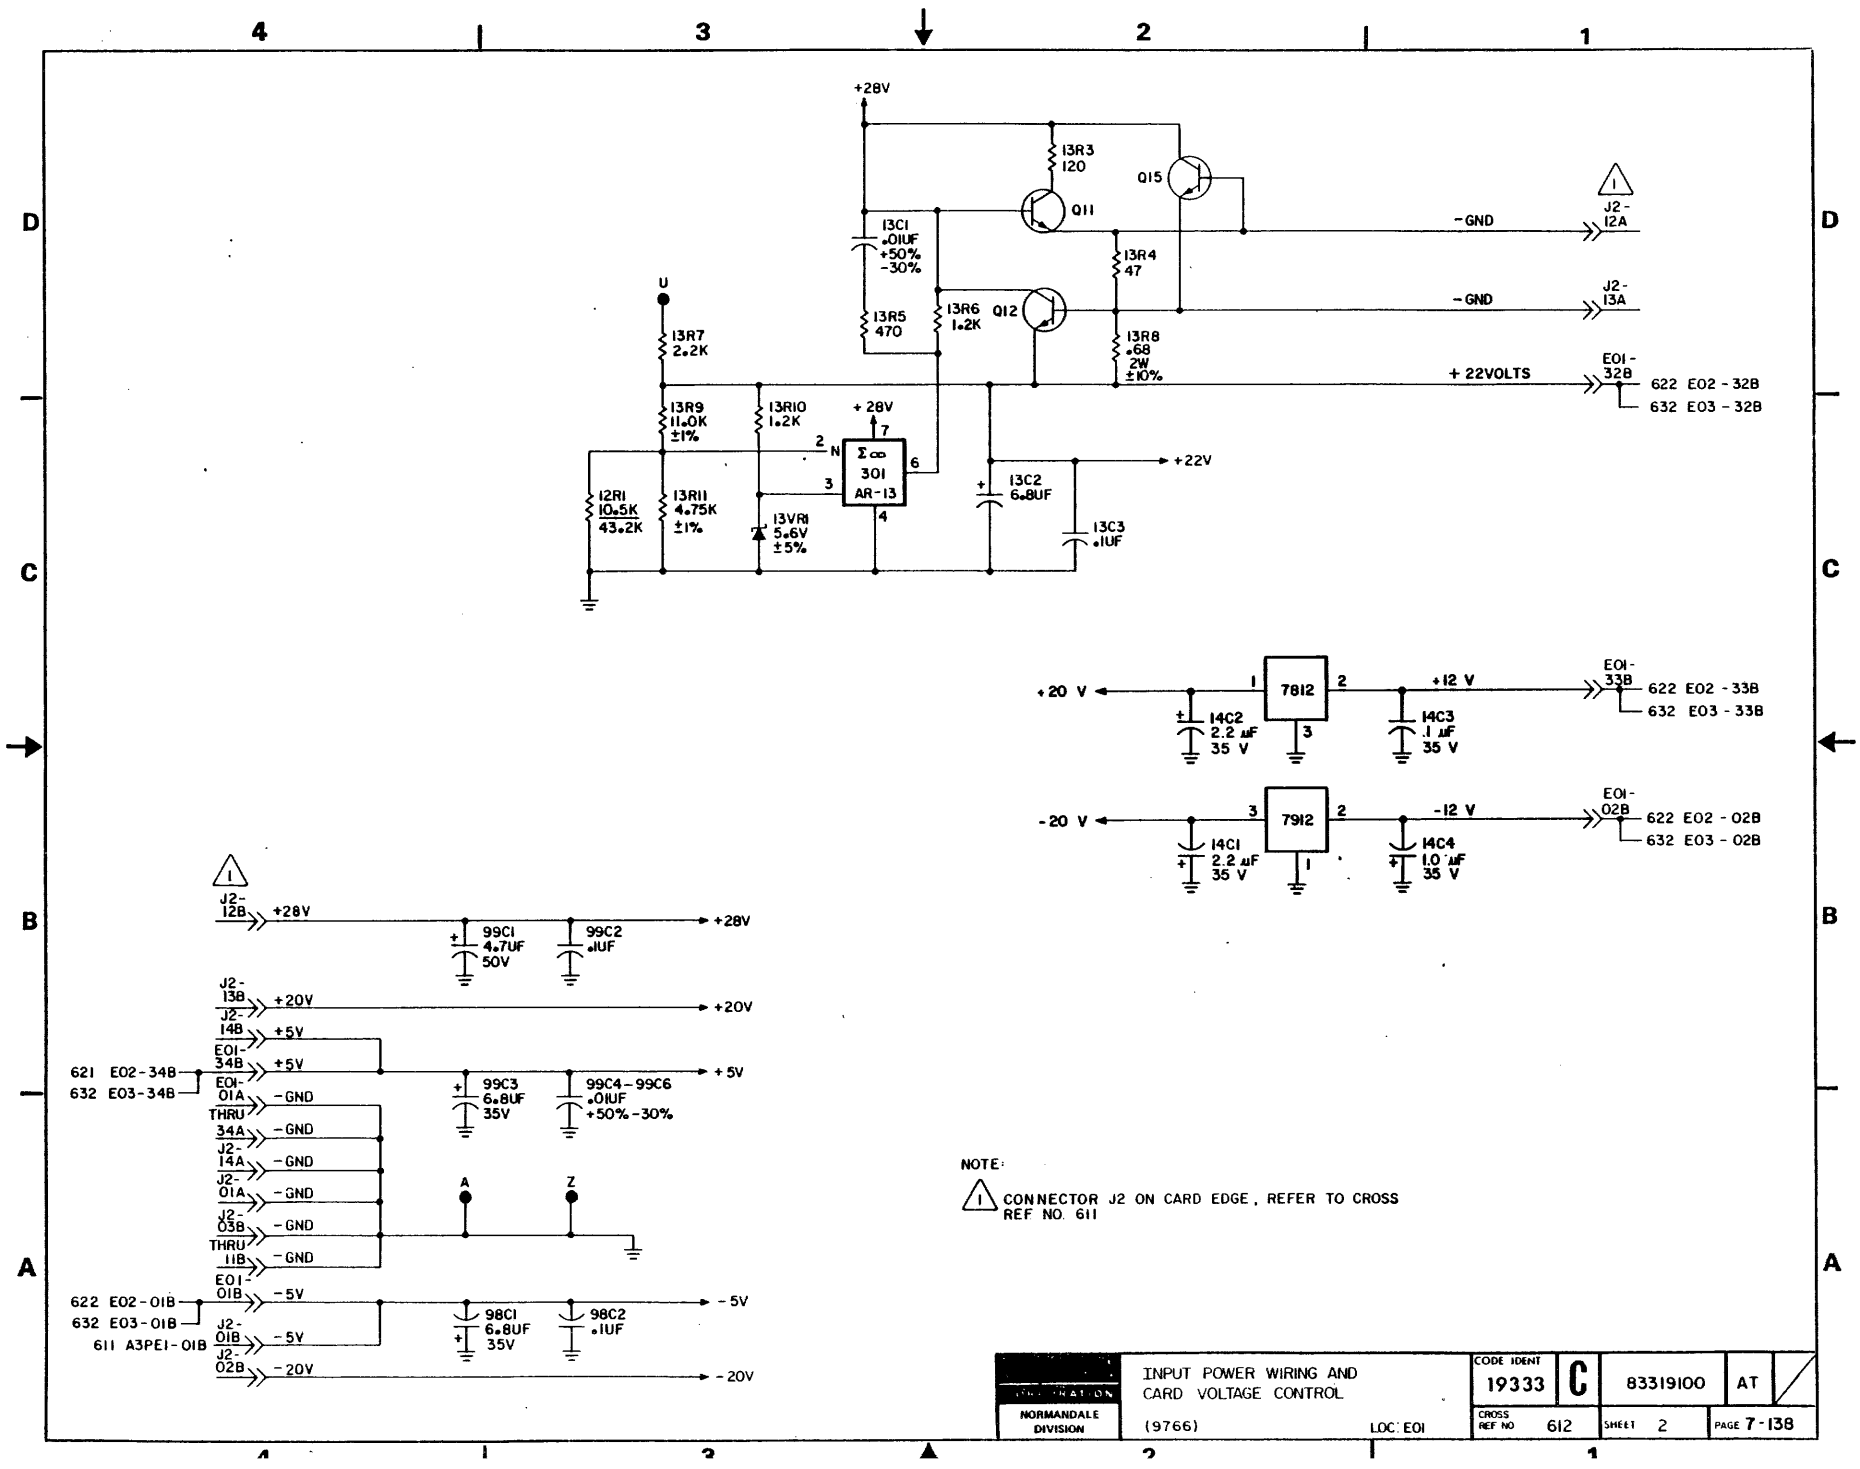 4 3 2 1
+28V
13R3
120
Q15
Q11
1
J2-
12A
-GND
D D
13C1
.01UF
+50%
-30%
13R4
47
U
J2-
13A
-GND
Q12
13R5
470
13R6
1.2K
13R7
2.2K
13R8
.68
2W
±10%
E01-
32B
+ 22VOLTS
622 E02-32B
632 E03-32B
13R9
11.0K
±1%
13R10
1.2K
+28V
7
2 N
Σ∞
301
AR-13
6
3
4
+22V
12R1
10.5K
43.2K
13R11
4.75K
±1%
13VR1
5.6V
±5%
+
13C2
6.8UF
13C3
.1UF
C C
+20 V
1 7812 2
3
+12 V
E01-
33B
622 E02-33B
632 E03-33B
+
14C2
2.2 µF
35 V
14C3
.1 µF
35 V
-20 V
3 7912 2
1
-12 V
E01-
02B
622 E02-02B
632 E03-02B
14C1
+ 2.2 µF
35 V
14C4
+ 1.0 µF
35 V
1
B B
J2-
12B +28V +28V
+
99C1
4.7UF
50V
99C2
.1UF
J2-
13B +20V +20V
J2-
14B +5V
E01-
34B +5V +5V
621 E02-34B
632 E03-34B
+
99C3
6.8UF
35V
99C4-99C6
.01UF
+50%-30%
E01-
01A -GND
THRU
34A -GND
J2-
14A -GND
J2-
01A -GND
A Z
J2-
03B -GND
THRU
11B -GND
NOTE:
1 CONNECTOR J2 ON CARD EDGE, REFER TO CROSS
REF NO. 611
A A
E01-
01B -5V -5V
622 E02-01B
632 E03-01B
611 A3PE1-01B
J2-
01B -5V
98C1
6.8UF
+ 35V
98C2
.1UF
J2-
02B -20V -20V
NORMANDALE
DIVISION
INPUT POWER WIRING AND
CARD VOLTAGE CONTROL
(9766) LOC: E01
CODE IDENT
19333 C 83319100 AT
CROSS
REF NO 612 SHEET 2 PAGE 7-138